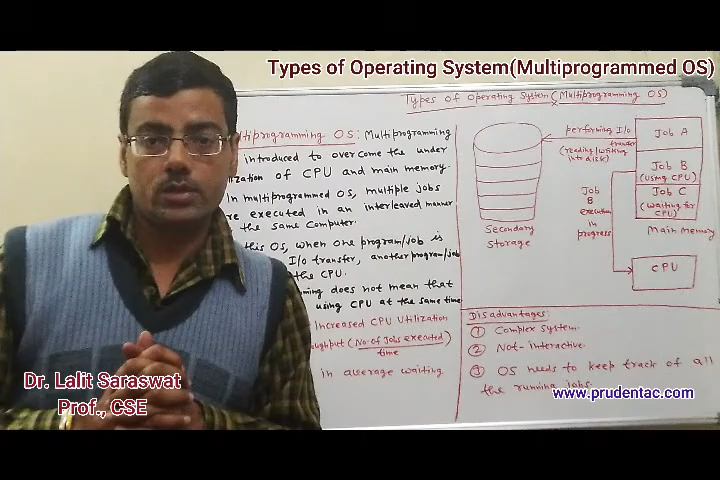 Types of Operating System(Multiprogrammed OS)
Types of Operating System (Multiprogramming OS)
ltiprogramming OS: Multiprogramming
introduced to overcome the under
lization of CPU and main memory.
In multiprogrammed OS, multiple jobs
re executed in an interleaved manner
the same Computer.
this OS, when one program/job is
I/o transfer, another program/job
the CPU.
ming does not mean that
using CPU at the same time
Increased CPU Utilization
oughput (No. of Jobs executed)
time
in average waiting
Secondary
Storage
performing I/o
transfer
(reading/writing
into disk)
Job
B
execution
in
progress
Job A
Job B
(Using CPU)
Job C
(Waiting for
CPU)
Main memory
CPU
Disadvantages:
① Complex System.
② Not-interactive.
③ OS needs to keep track of all
the running jobs.
Dr. Lalit Saraswat
Prof., CSE
www.prudentac.com